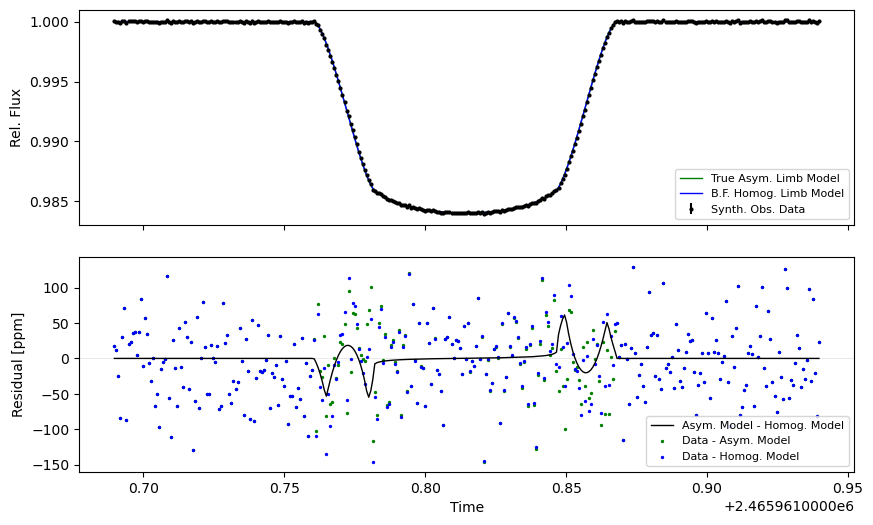 1.000
0.995
0.990
0.985
Rel. Flux
True Asym. Limb Model
B.F. Homog. Limb Model
Synth. Obs. Data
100
50
0
−50
−100
−150
Residual [ppm]
Asym. Model - Homog. Model
Data - Asym. Model
Data - Homog. Model
0.70
0.75
0.80
0.85
0.90
0.95
Time
+2.4659610000e6